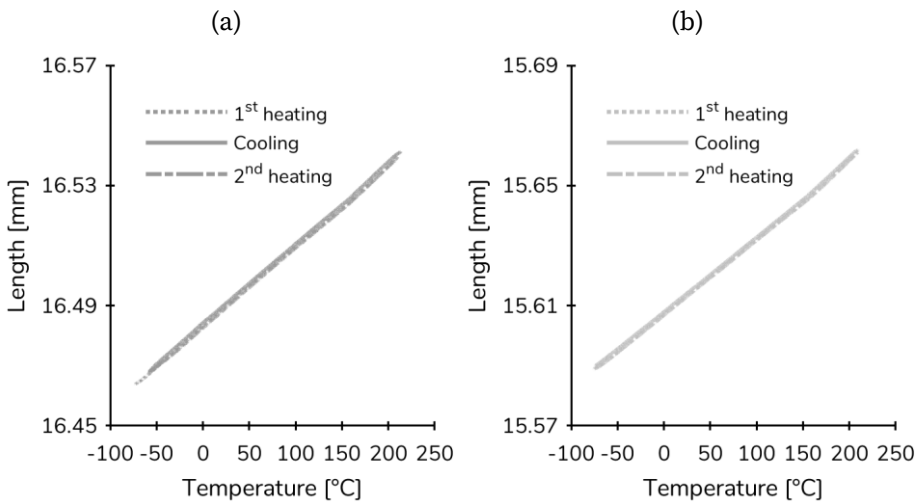 (a)
16.57
16.53
16.49
16.45
Length [mm]
1st heating
Cooling
2nd heating
-100 -50 0 50 100 150 200 250
Temperature [°C]
(b)
15.69
15.65
15.61
15.57
Length [mm]
1st heating
Cooling
2nd heating
-100 -50 0 50 100 150 200 250
Temperature [°C]